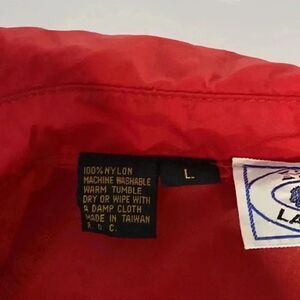 100% NYLON
MACHINE WASHABLE
WARM TUMBLE
DRY OR WIPE WITH
A DAMP CLOTH
MADE IN TAIWAN
R.O.C.
L